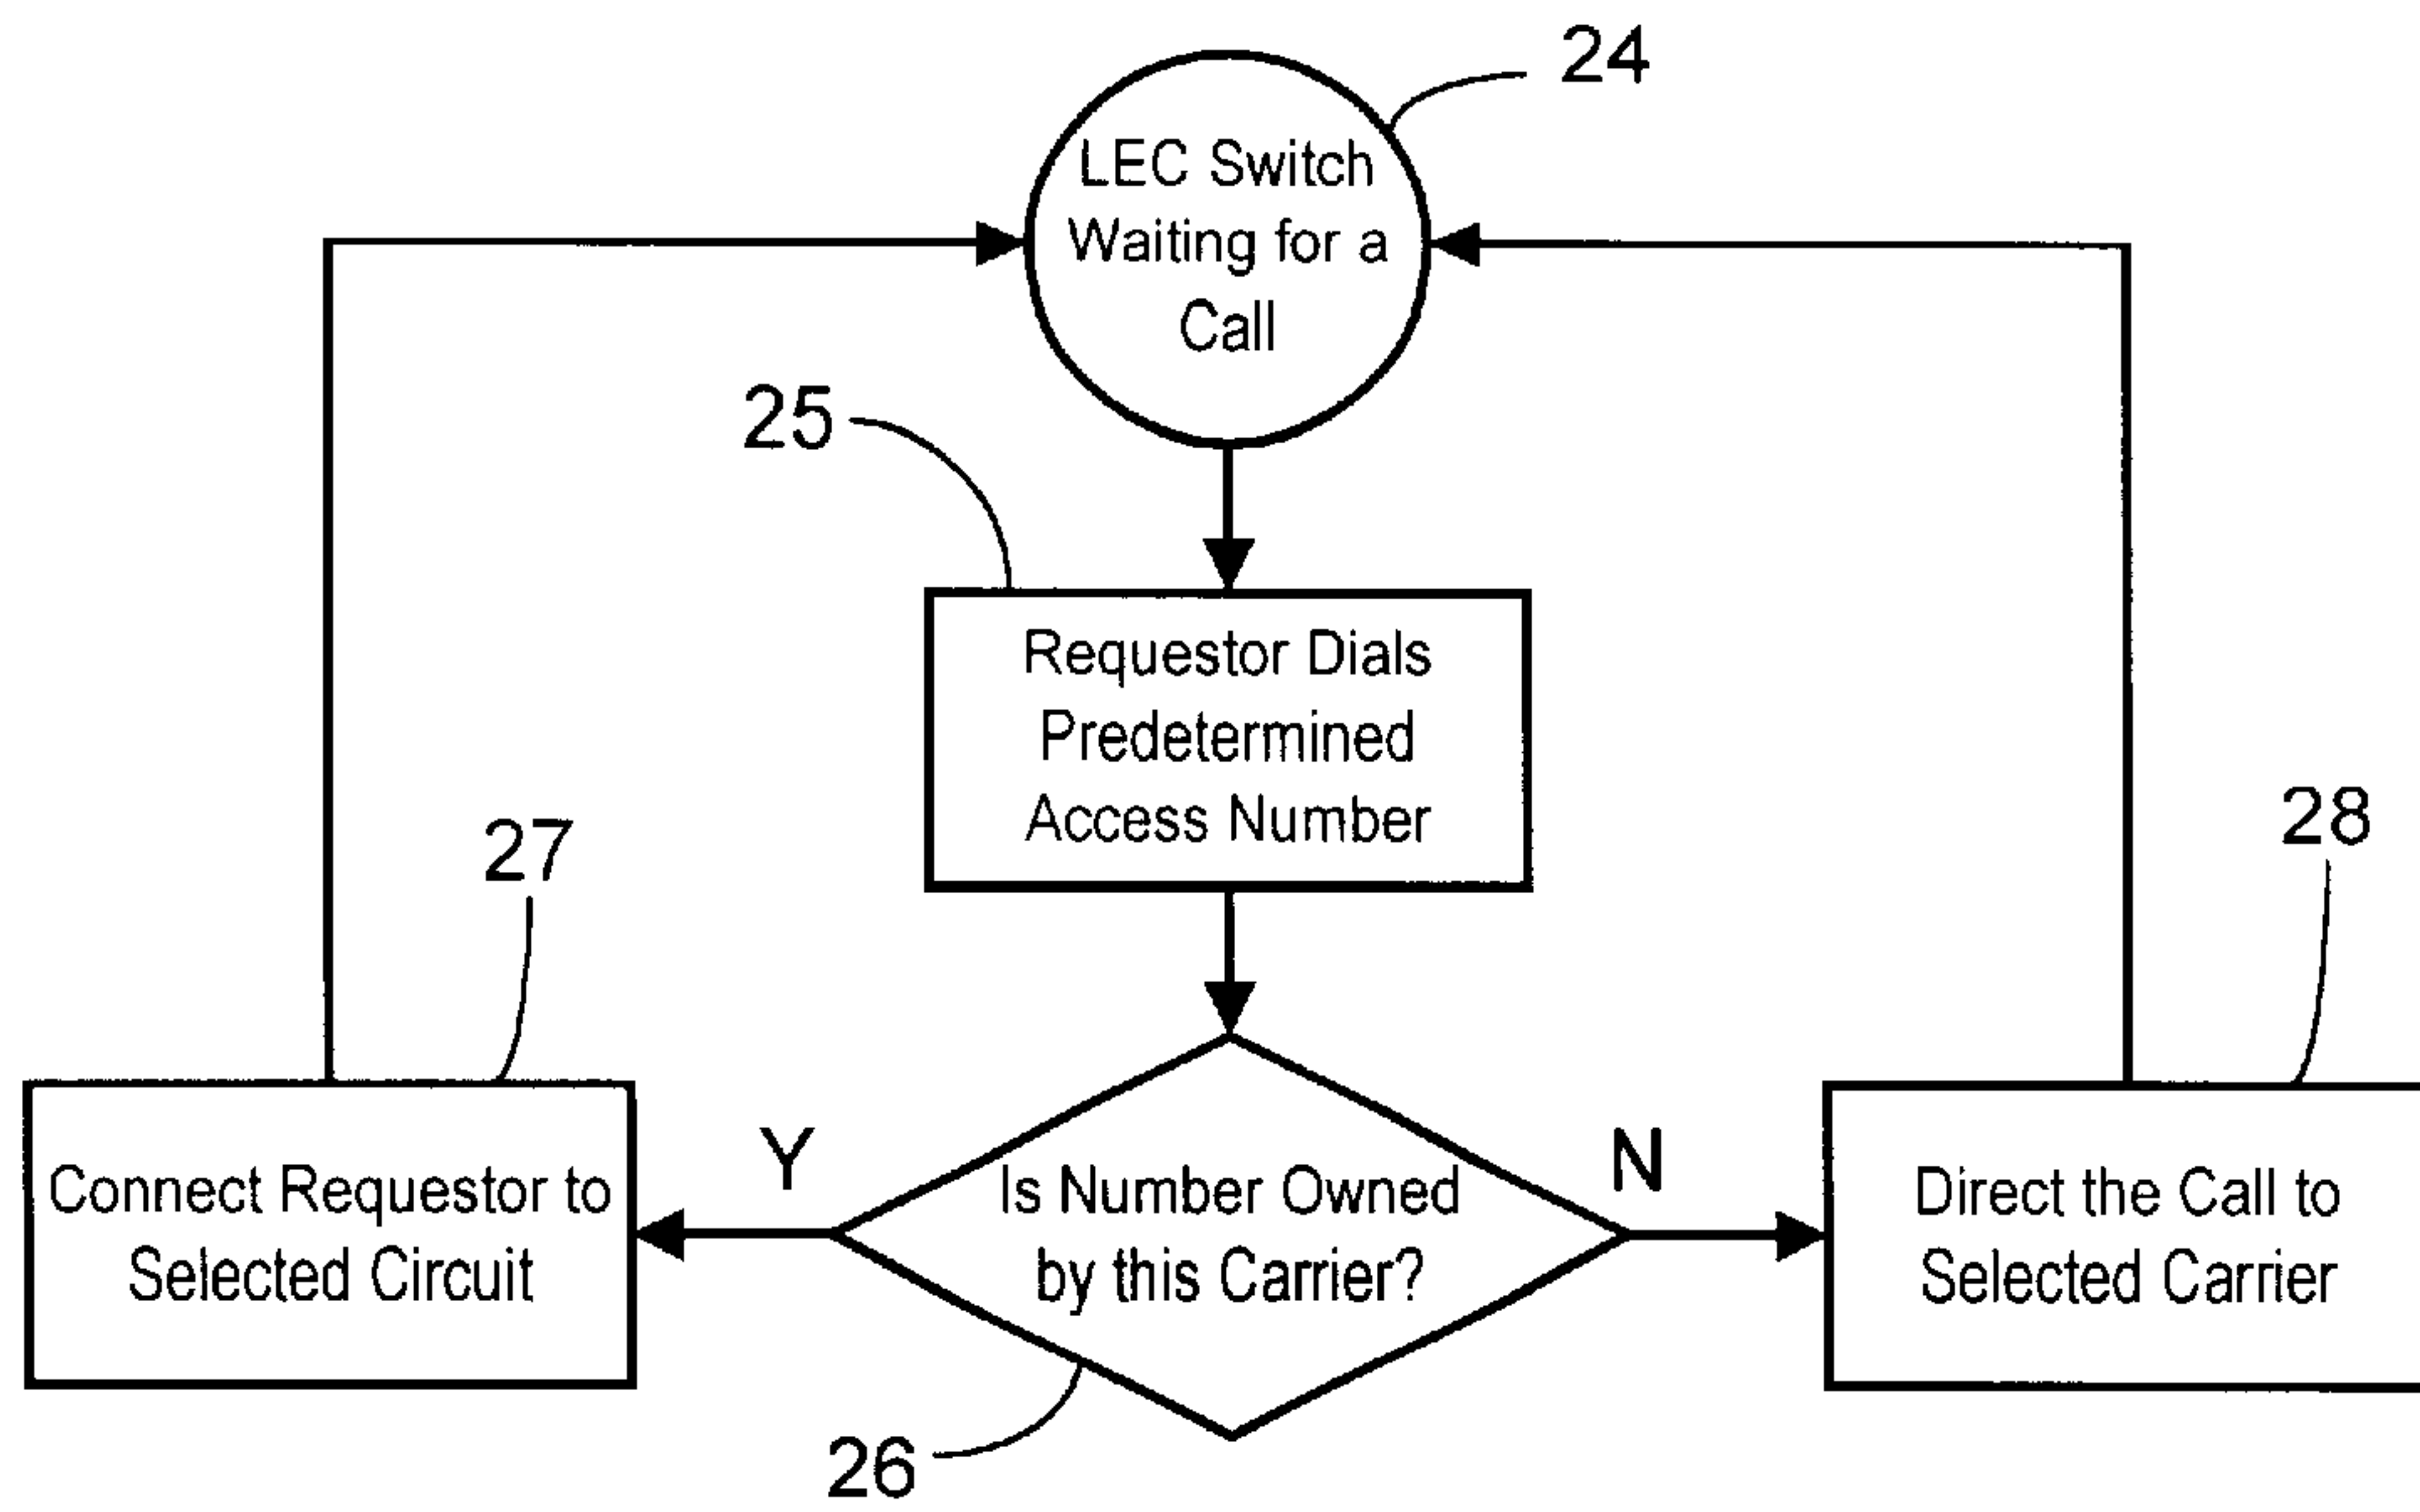 24
LEC Switch
Waiting for a
Call
25
Requestor Dials
Predetermined
Access Number
27
28
Connect Requestor to
Selected Circuit
Y
Is Number Owned
by this Carrier?
N
Direct the Call to
Selected Carrier
26